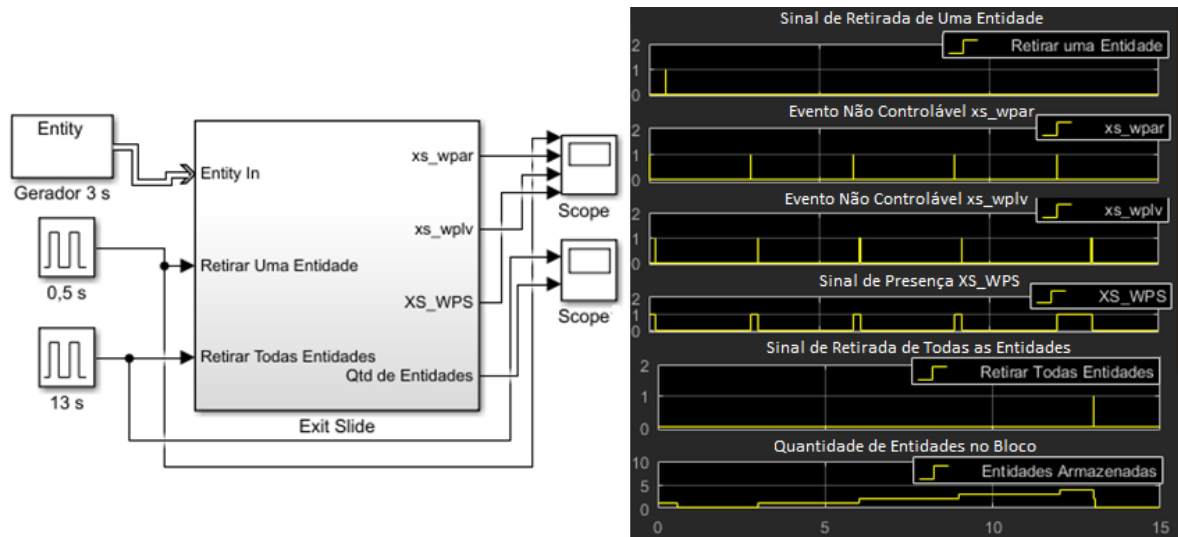 Entity
Gerador 3 s
0,5 s
13 s
Entity In
Retirar Uma Entidade
Retirar Todas Entidades
xs_wpar
xs_wplv
XS_WPS
Qtd de Entidades
Exit Slide
Scope
Scope
Sinal de Retirada de Uma Entidade
Retirar uma Entidade
2
1
0
Evento Não Controlável xs_wpar
xs_wpar
2
1
0
Evento Não Controlável xs_wplv
xs_wplv
2
1
0
Sinal de Presença XS_WPS
XS_WPS
2
1
0
Sinal de Retirada de Todas as Entidades
Retirar Todas Entidades
2
1
0
Quantidade de Entidades no Bloco
Entidades Armazenadas
10
5
0
0 5 10 15